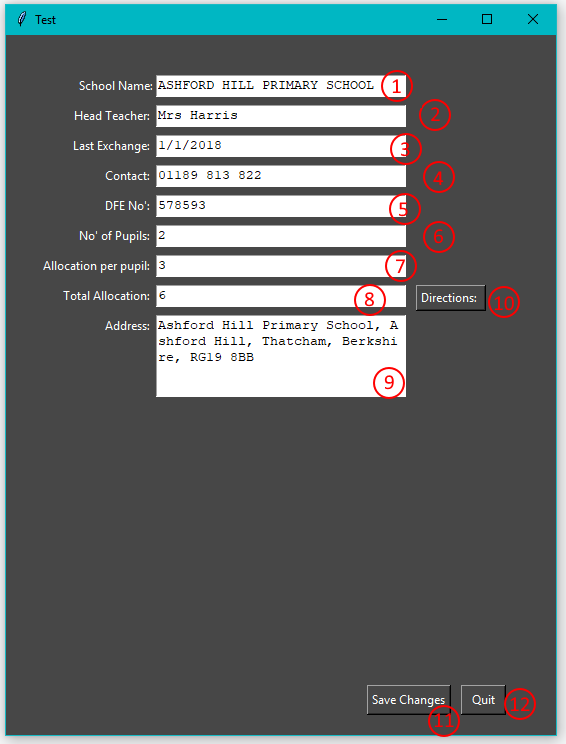 Test
School Name: ASHFORD HILL PRIMARY SCHOOL 1
Head Teacher: Mrs Harris 2
Last Exchange: 1/1/2018 3
Contact: 01189 813 822 4
DFE No': 578593 5
No' of Pupils: 2 6
Allocation per pupil: 3 7
Total Allocation: 6 8 Directions: 10
Address: Ashford Hill Primary School, A
shford Hill, Thatcham, Berkshi
re, RG19 8BB
9
Save Changes 11 Quit 12